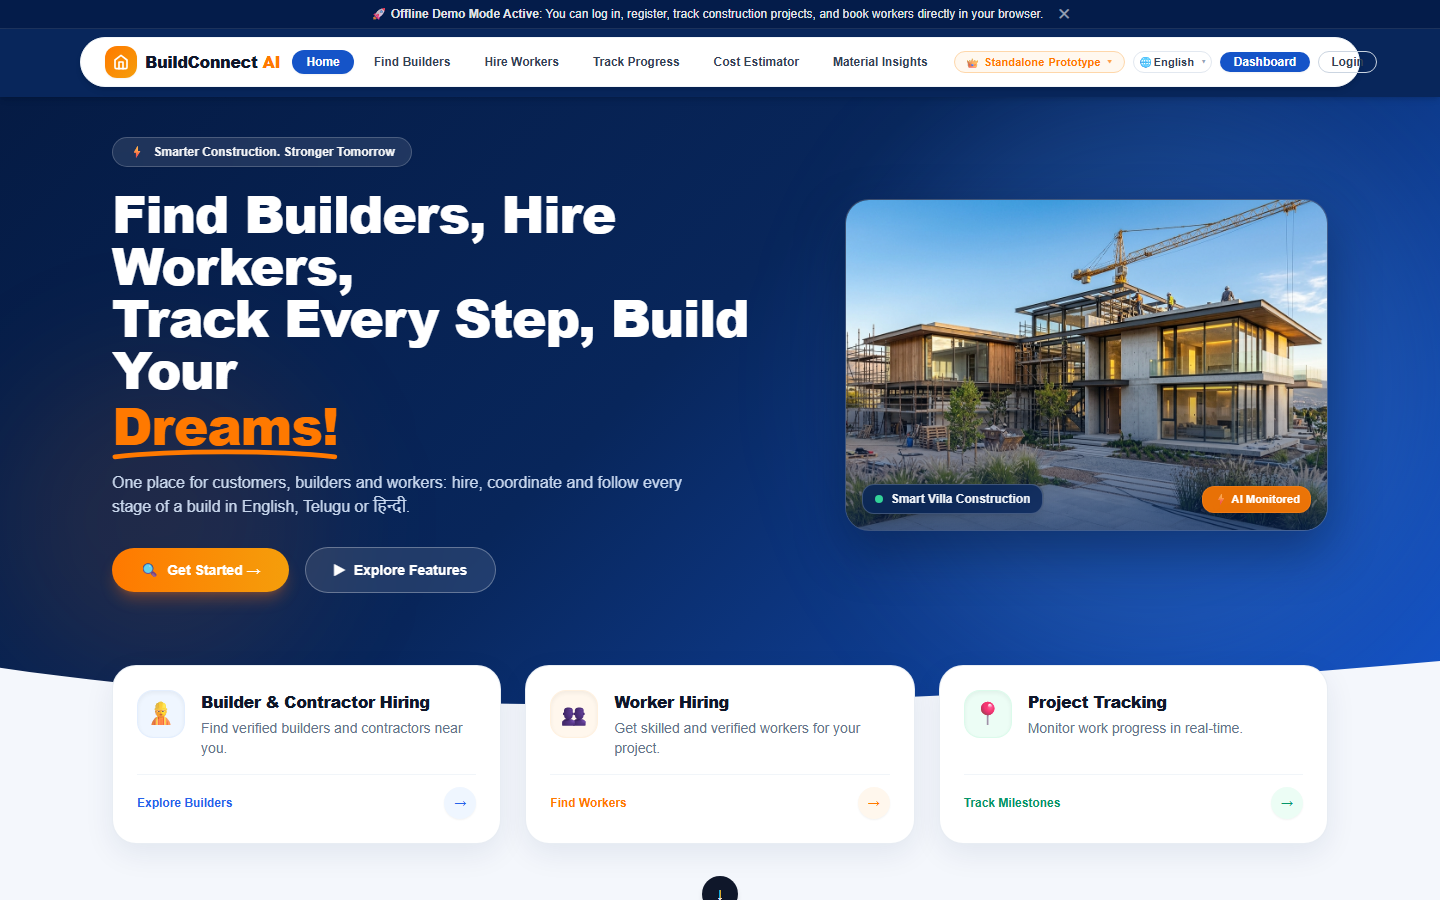 Offline Demo Mode Active: You can log in, register, track construction projects, and book workers directly in your browser. ✕
BuildConnect AI
Home
Find Builders
Hire Workers
Track Progress
Cost Estimator
Material Insights
Standalone Prototype
English
Dashboard
Login
Smarter Construction. Stronger Tomorrow
Find Builders, Hire
Workers,
Track Every Step, Build
Your
Dreams!
One place for customers, builders and workers: hire, coordinate and follow every
stage of a build in English, Telugu or हिन्दी.
Get Started →
Explore Features
Smart Villa Construction
AI Monitored
Builder & Contractor Hiring
Find verified builders and contractors near
you.
Explore Builders →
Worker Hiring
Get skilled and verified workers for your
project.
Find Workers →
Project Tracking
Monitor work progress in real-time.
Track Milestones →
↓